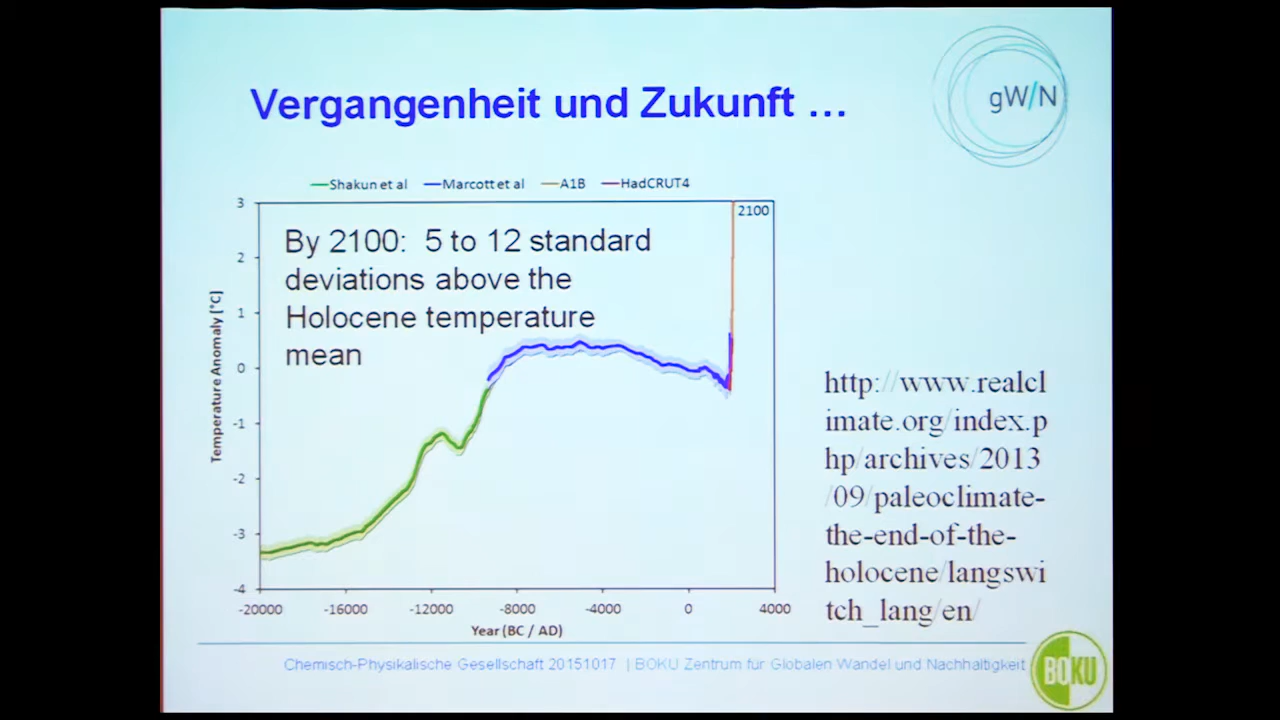 Vergangenheit und Zukunft ...
gW/N
Shakun et al Marcott et al A1B HadCRUT4
2100
By 2100: 5 to 12 standard
deviations above the
Holocene temperature
mean
Temperature Anomaly [°C]
3
2
1
0
-1
-2
-3
-4
-20000 -16000 -12000 -8000 -4000 0 4000
Year (BC / AD)
http://www.realcl
imate.org/index.p
hp/archives/2013
/09/paleoclimate-
the-end-of-the-
holocene/langswi
tch_lang/en/
Chemisch-Physikalische Gesellschaft 20151017 | BOKU Zentrum für Globalen Wandel und Nachhaltigkeit
BOKU